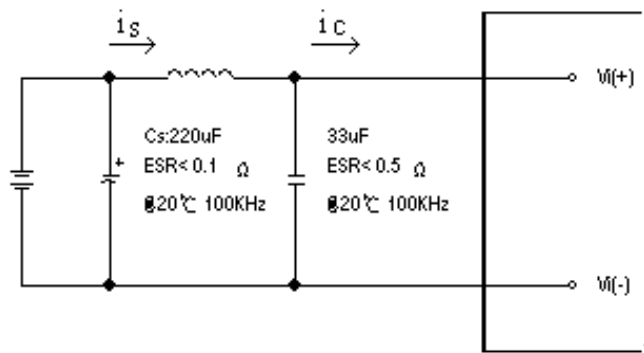 iS
iC
Vi(+)
Cs:220uF
ESR<0.1 Ω
@20℃ 100KHz
33uF
ESR<0.5 Ω
@20℃ 100KHz
+
Vi(-)